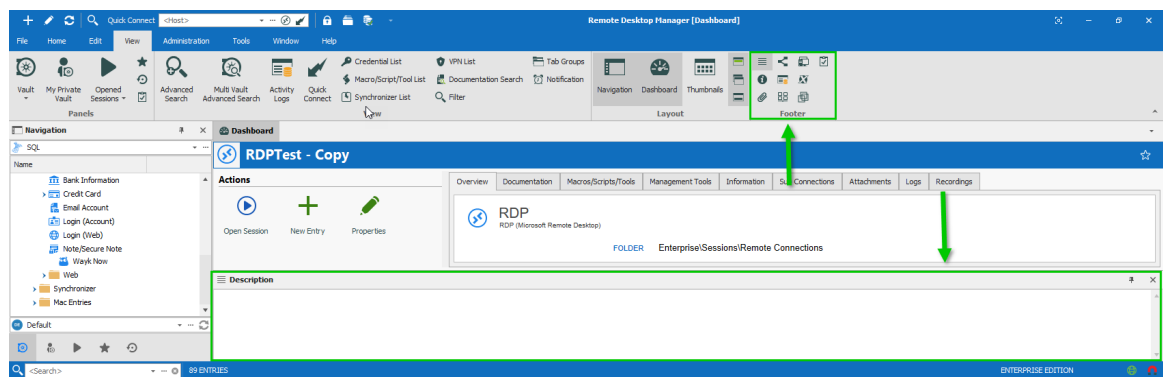 Quick Connect <Host> Remote Desktop Manager [Dashboard]
File Home Edit View Administration Tools Window Help
Vault
My Private Vault
Opened Sessions
Panels
Advanced Search
Multi Vault Advanced Search
Activity Logs
Quick Connect
Credential List
Macro/Script/Tool List
Synchronizer List
VPN List
Documentation Search
Filter
Tab Groups
Notification
View
Navigation Dashboard Thumbnails
Layout
Footer
Navigation
SQL
Name
Bank Information
Credit Card
Email Account
Login (Account)
Login (Web)
Note/Secure Note
Wayk Now
Web
Synchronizer
Mac Entries
Default
<Search>
Dashboard
RDPTest - Copy
Actions
Open Session New Entry Properties
Overview Documentation Macros/Scripts/Tools Management Tools Information Sub Connections Attachments Logs Recordings
RDP
RDP (Microsoft Remote Desktop)
FOLDER Enterprise\Sessions\Remote Connections
Description
89 ENTRIES ENTERPRISE EDITION